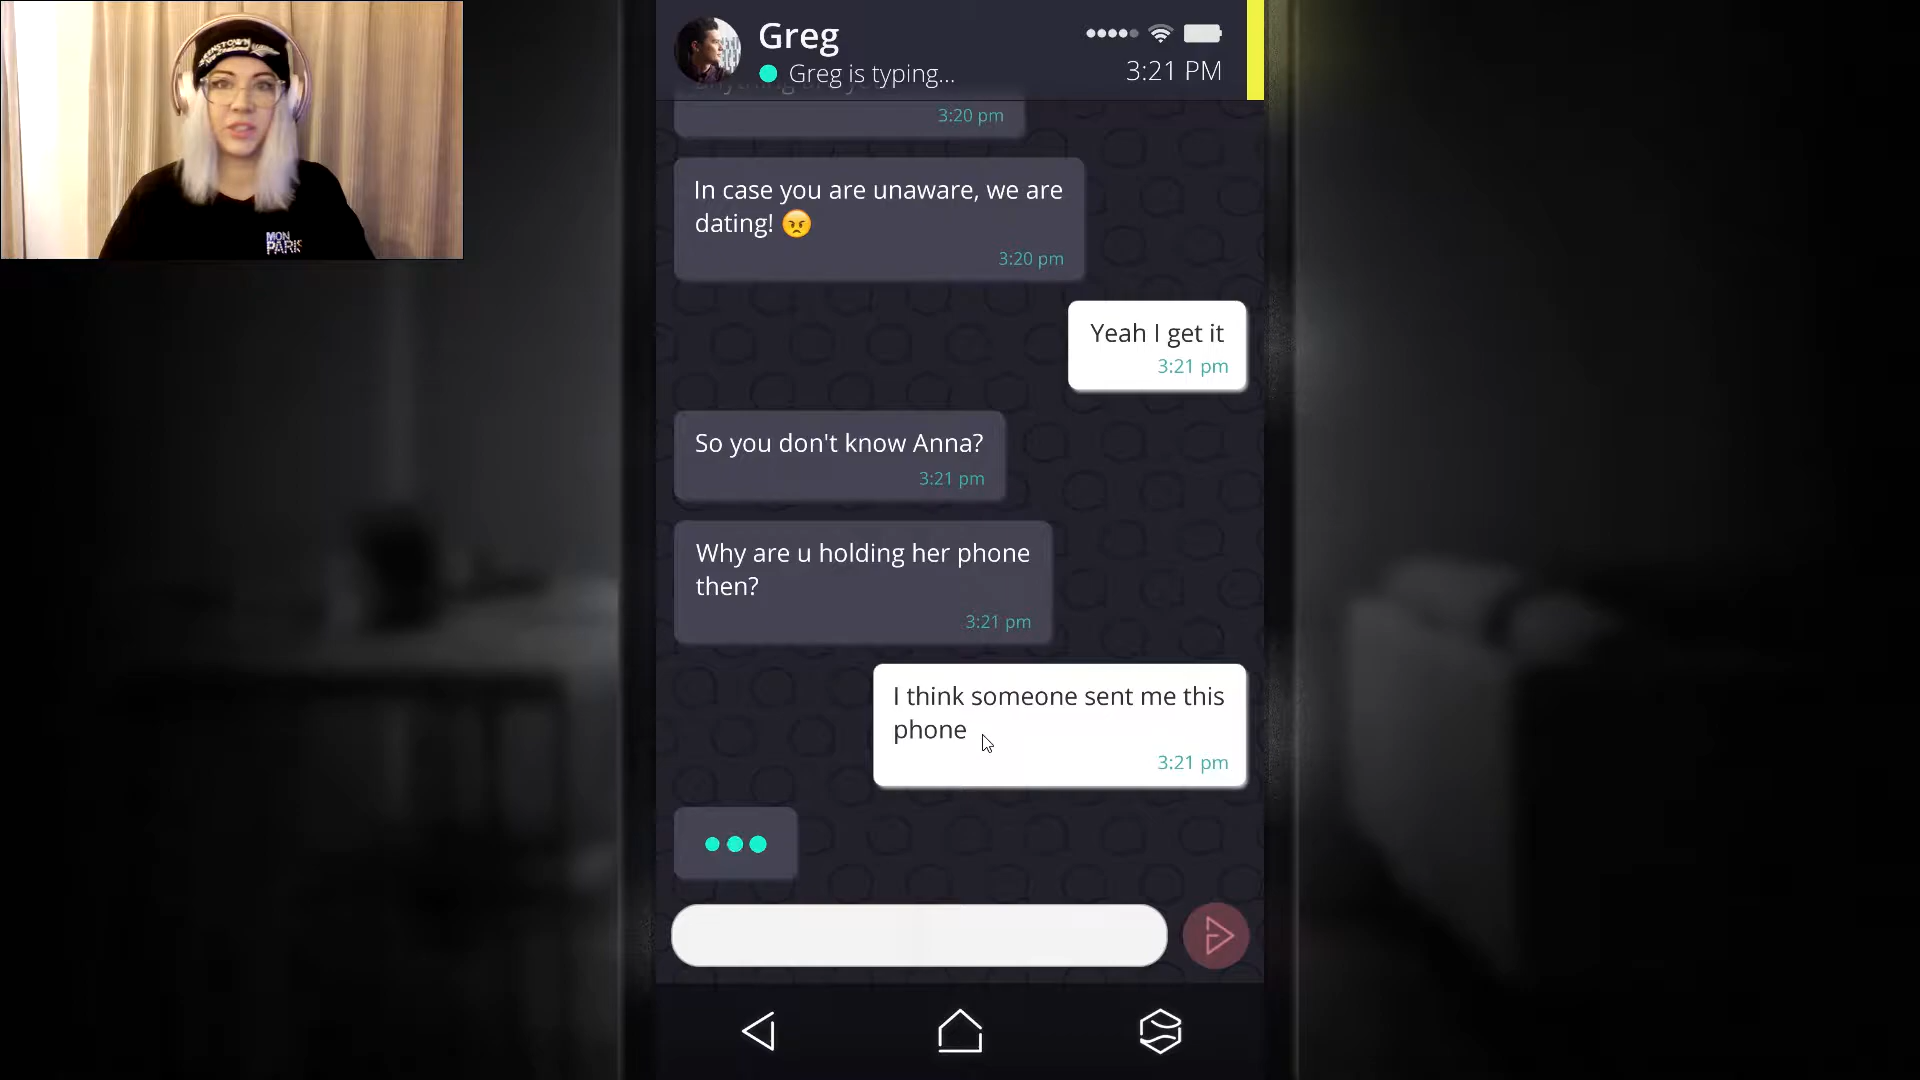 Greg
Greg is typing...
3:21 PM
3:20 pm
In case you are unaware, we are
dating! 😠
3:20 pm
Yeah I get it
3:21 pm
So you don't know Anna?
3:21 pm
Why are u holding her phone
then?
3:21 pm
I think someone sent me this
phone
3:21 pm
MON
PARIS